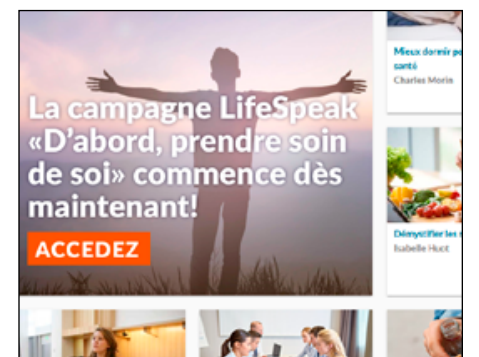 La campagne LifeSpeak
«D'abord, prendre soin
de soi» commence dès
maintenant!
ACCEDEZ
Mieux dormir po
santé
Charles Morin
Démystifier les
Isabelle Huot